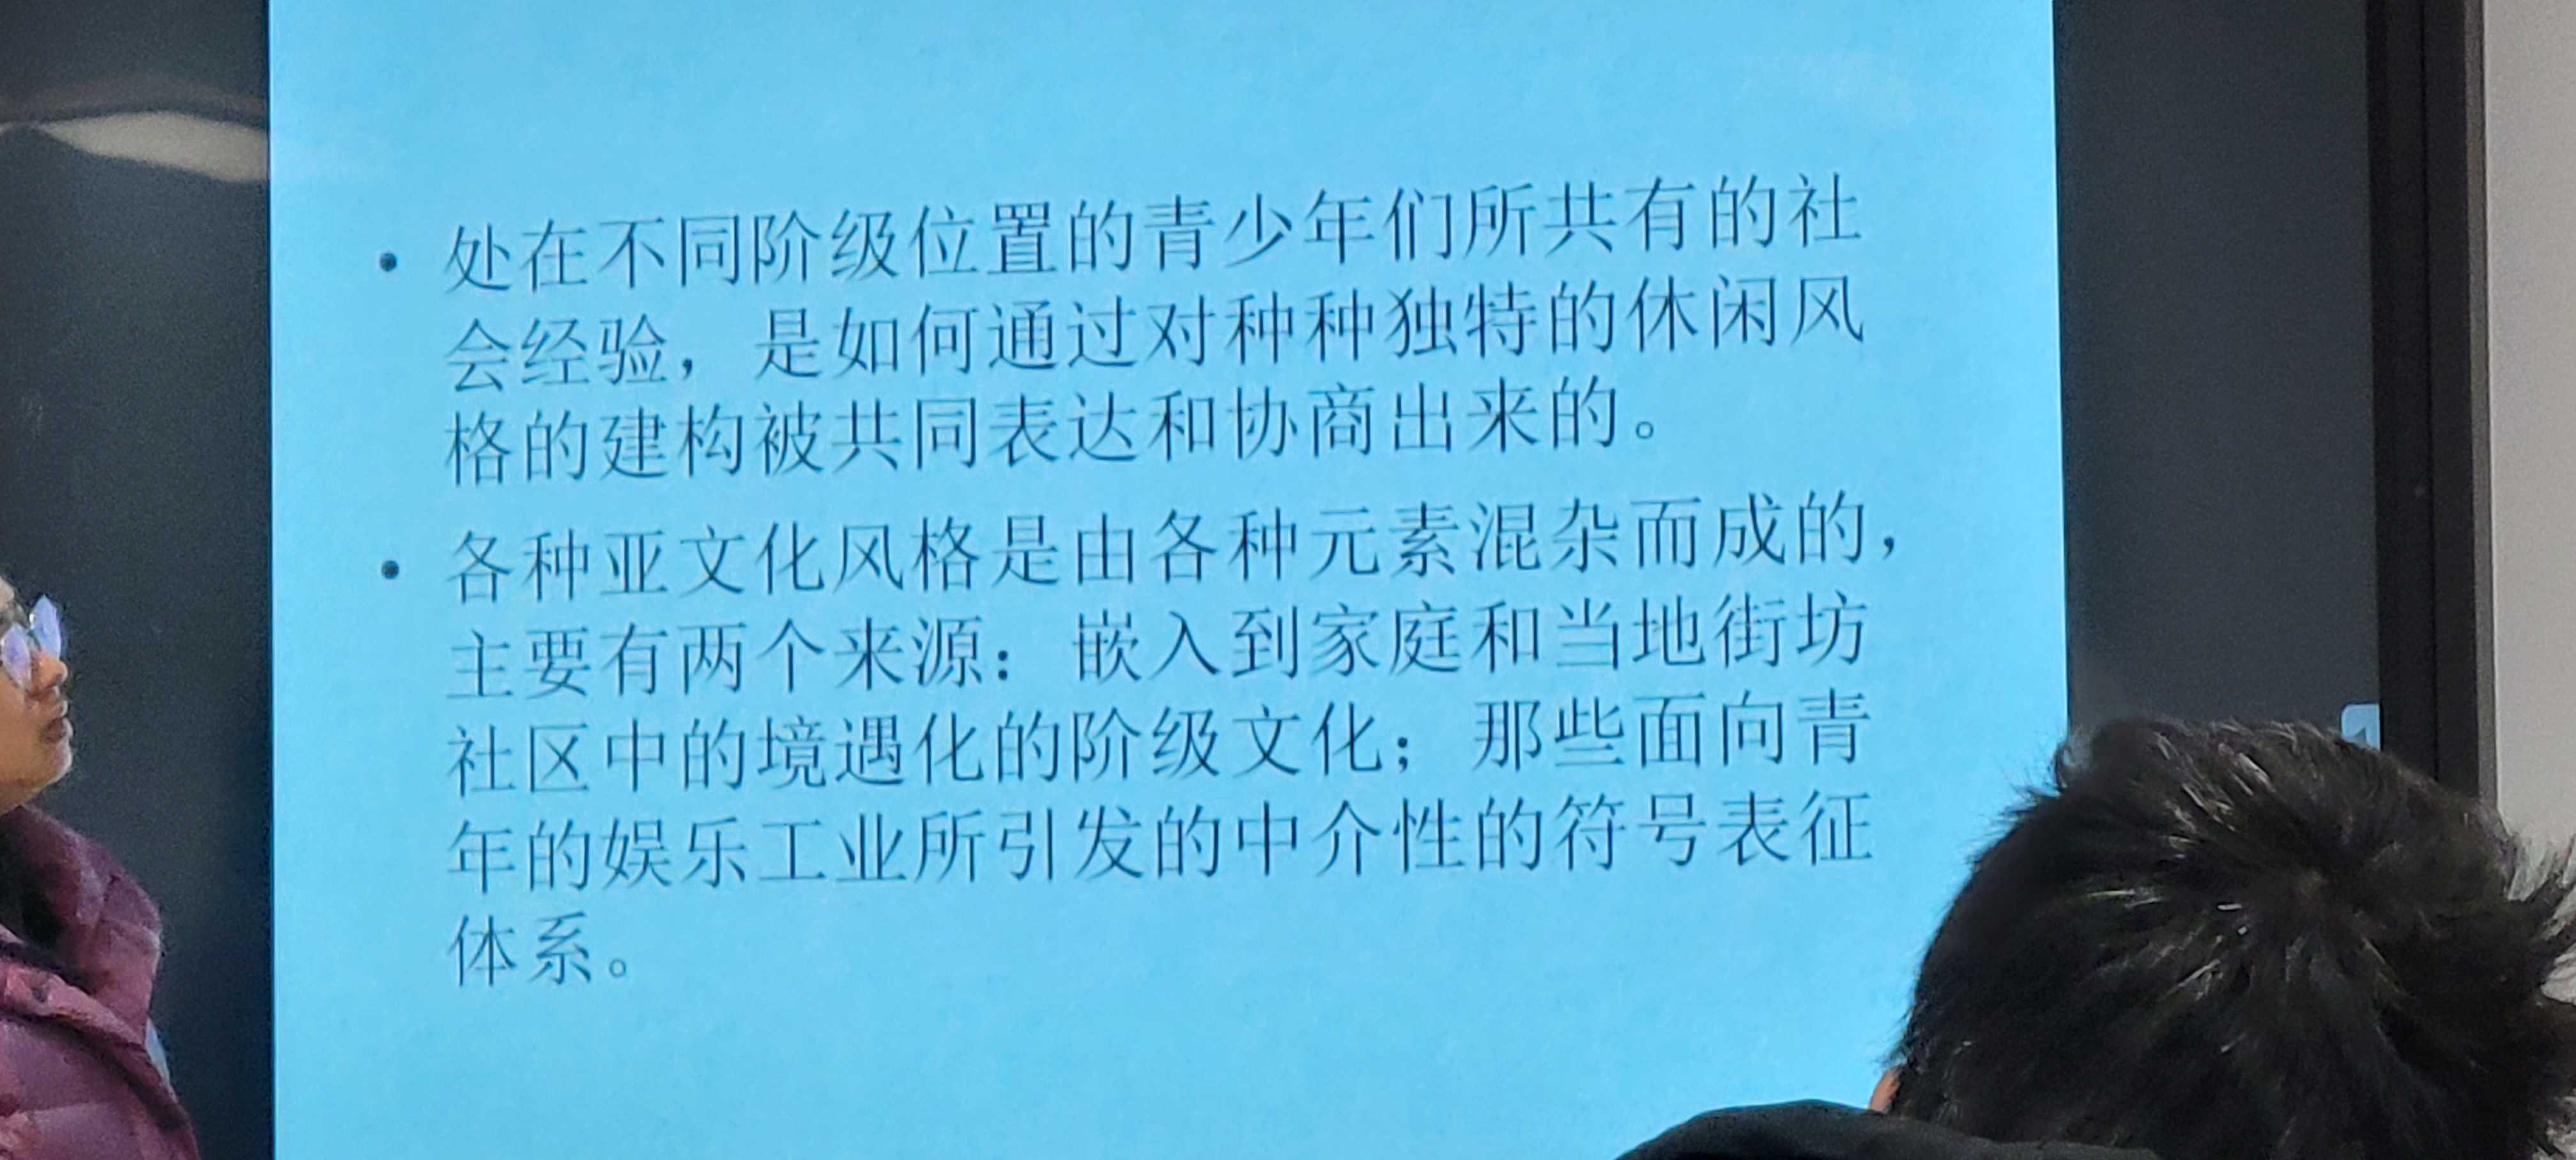 • 处在不同阶级位置的青少年们所共有的社
会经验，是如何通过对种种独特的休闲风
格的建构被共同表达和协商出来的。
• 各种亚文化风格是由各种元素混杂而成的，
主要有两个来源：嵌入到家庭和当地街坊
社区中的境遇化的阶级文化；那些面向青
年的娱乐工业所引发的中介性的符号表征
体系。